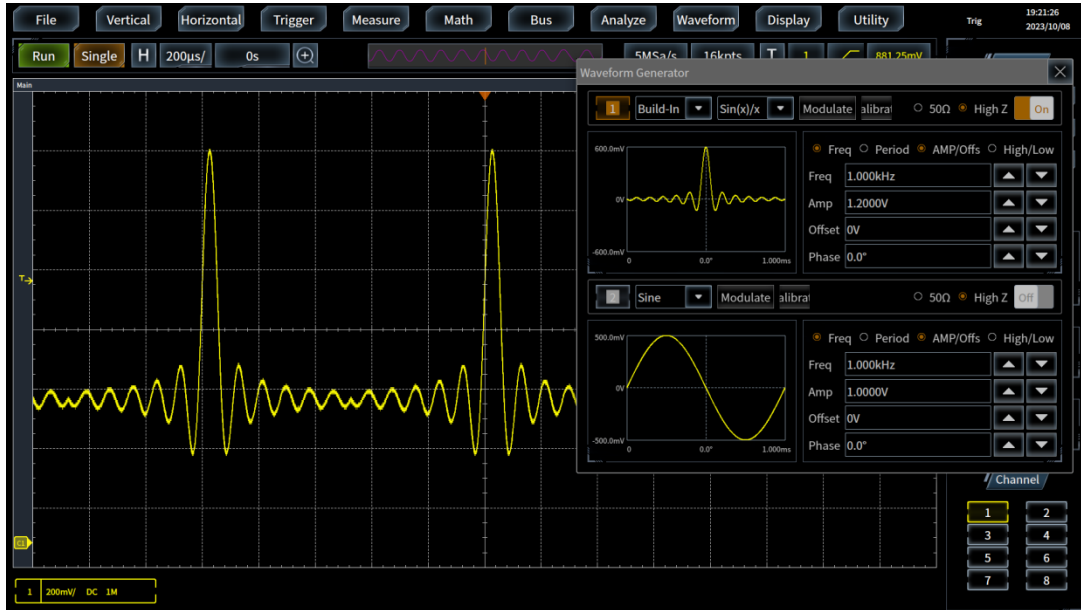 File Vertical Horizontal Trigger Measure Math Bus Analyze Waveform Display Utility Trig 19:21:26
2023/10/08
Run Single H 200μs/ 0s 5MSa/s 16kpts T 1 881.25mV
Main
Waveform Generator
1 Build-In Sin(x)/x Modulate alibrat 50Ω High Z On
600.0mV
0V
-600.0mV
0 0.0° 1.000ms
Freq Period AMP/Offs High/Low
Freq 1.000kHz
Amp 1.2000V
Offset 0V
Phase 0.0°
2 Sine Modulate alibrat 50Ω High Z Off
500.0mV
0V
-500.0mV
0 0.0° 1.000ms
Freq Period AMP/Offs High/Low
Freq 1.000kHz
Amp 1.0000V
Offset 0V
Phase 0.0°
T
C1
Channel
1 2
3 4
5 6
7 8
1 200mV/ DC 1M